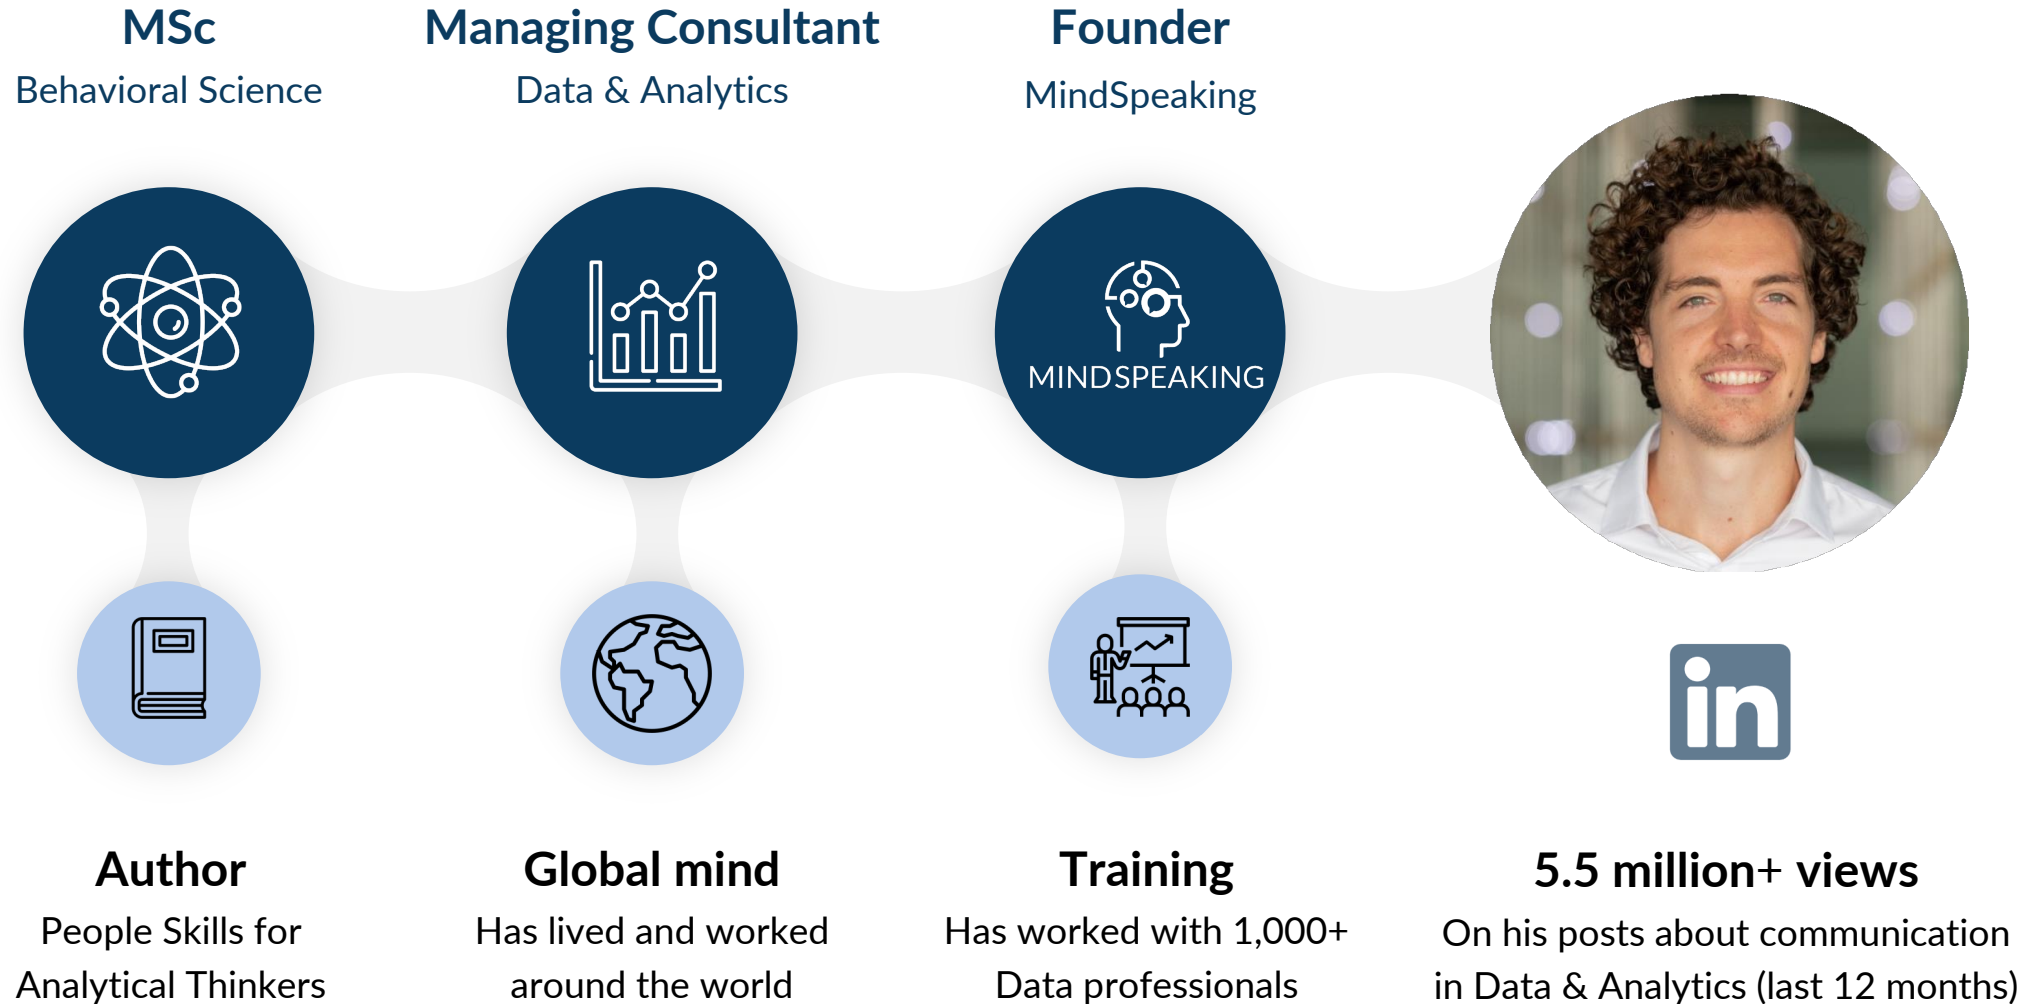 MSc
Behavioral Science
Managing Consultant
Data & Analytics
Founder
MindSpeaking
MINDSPEAKING
in
Author
People Skills for
Analytical Thinkers
Global mind
Has lived and worked
around the world
Training
Has worked with 1,000+
Data professionals
5.5 million+ views
On his posts about communication
in Data & Analytics (last 12 months)